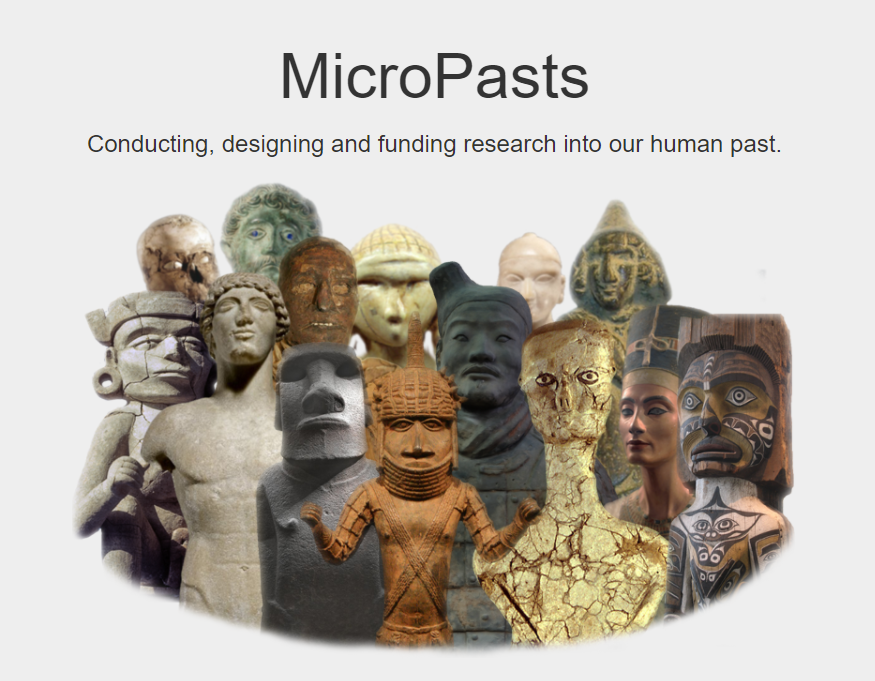 MicroPasts
Conducting, designing and funding research into our human past.